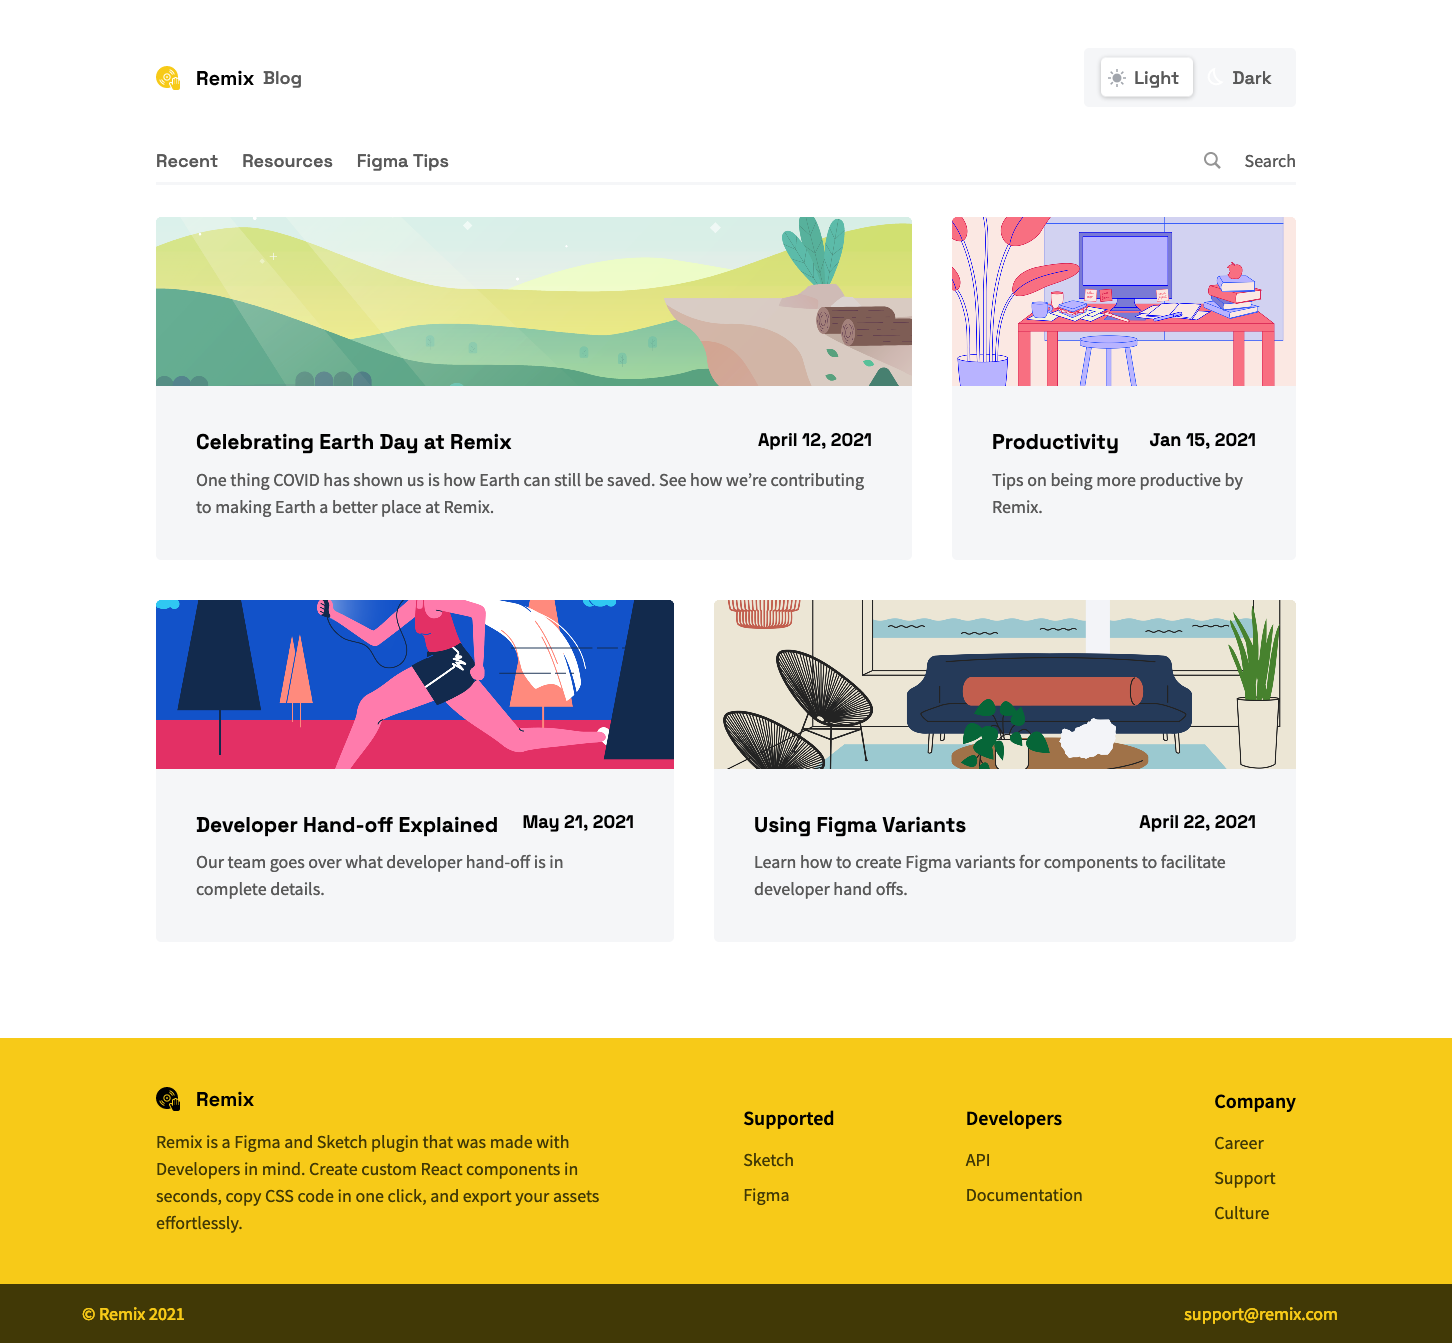 Remix Blog
Light Dark
Recent Resources Figma Tips
Search
Celebrating Earth Day at Remix
April 12, 2021
One thing COVID has shown us is how Earth can still be saved. See how we’re contributing
to making Earth a better place at Remix.
Productivity
Jan 15, 2021
Tips on being more productive by
Remix.
Developer Hand-off Explained
May 21, 2021
Our team goes over what developer hand-off is in
complete details.
Using Figma Variants
April 22, 2021
Learn how to create Figma variants for components to facilitate
developer hand offs.
Remix
Remix is a Figma and Sketch plugin that was made with
Developers in mind. Create custom React components in
seconds, copy CSS code in one click, and export your assets
effortlessly.
Supported
Sketch
Figma
Developers
API
Documentation
Company
Career
Support
Culture
© Remix 2021
support@remix.com